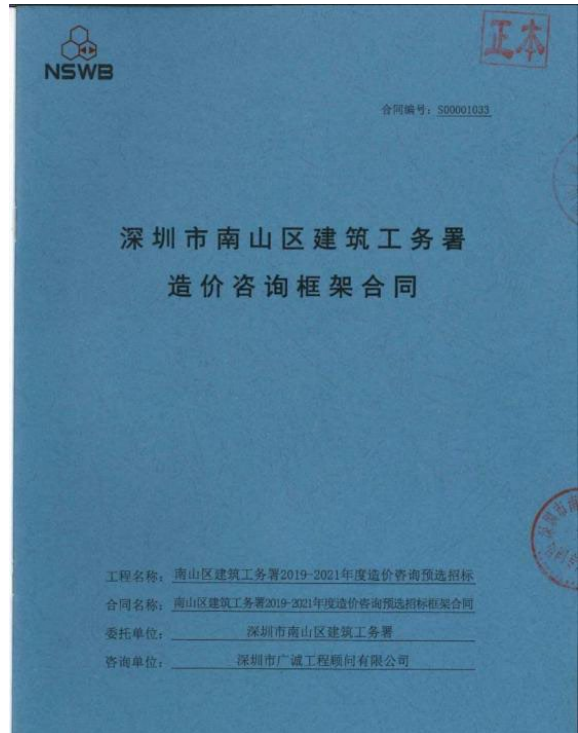 正本
NSWB
合同编号：S00001033
深圳市南山区建筑工务署
造价咨询框架合同
工程名称：南山区建筑工务署2019-2021年度造价咨询预选招标
合同名称：南山区建筑工务署2019-2021年度造价咨询预选招标框架合同
委托单位：深圳市南山区建筑工务署
咨询单位：深圳市广诚工程顾问有限公司